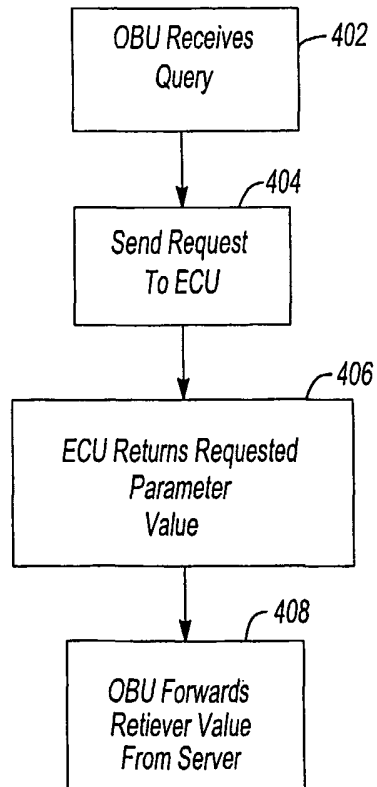 OBU Receives
Query
402
404
Send Request
To ECU
406
ECU Returns Requested
Parameter
Value
408
OBU Forwards
Retiever Value
From Server